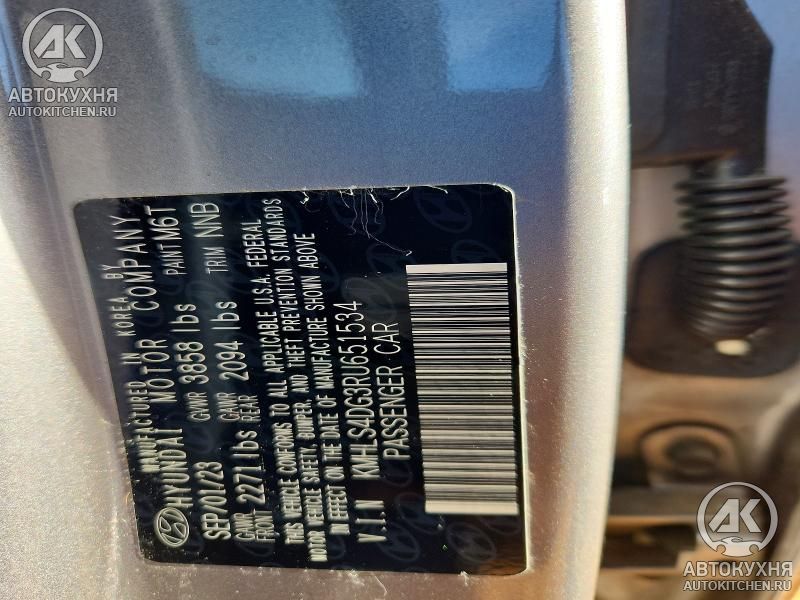 АК
АВТОКУХНЯ
AUTOKITCHEN.RU
MANUFACTURED IN KOREA BY
HYUNDAI MOTOR COMPANY
SEP/01/23 GVWR 3858 lbs PAINT M6T
GAWR FRONT 2271 lbs GAWR REAR 2094 lbs TRIM NNB
THIS VEHICLE CONFORMS TO ALL APPLICABLE U.S.A. FEDERAL
MOTOR VEHICLE SAFETY, BUMPER, AND THEFT PREVENTION STANDARDS
IN EFFECT ON THE DATE OF MANUFACTURE SHOWN ABOVE
V.I.N KMHLS4DG3RU651534
PASSENGER CAR
АК
АВТОКУХНЯ
AUTOKITCHEN.RU